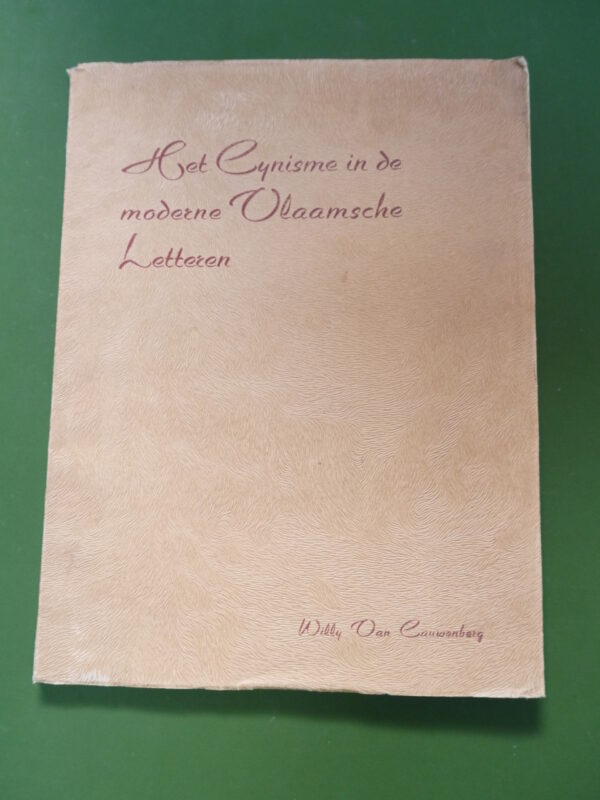 Het Cynisme in de
moderne Vlaamsche
Letteren
Willy Van Cauwenberg